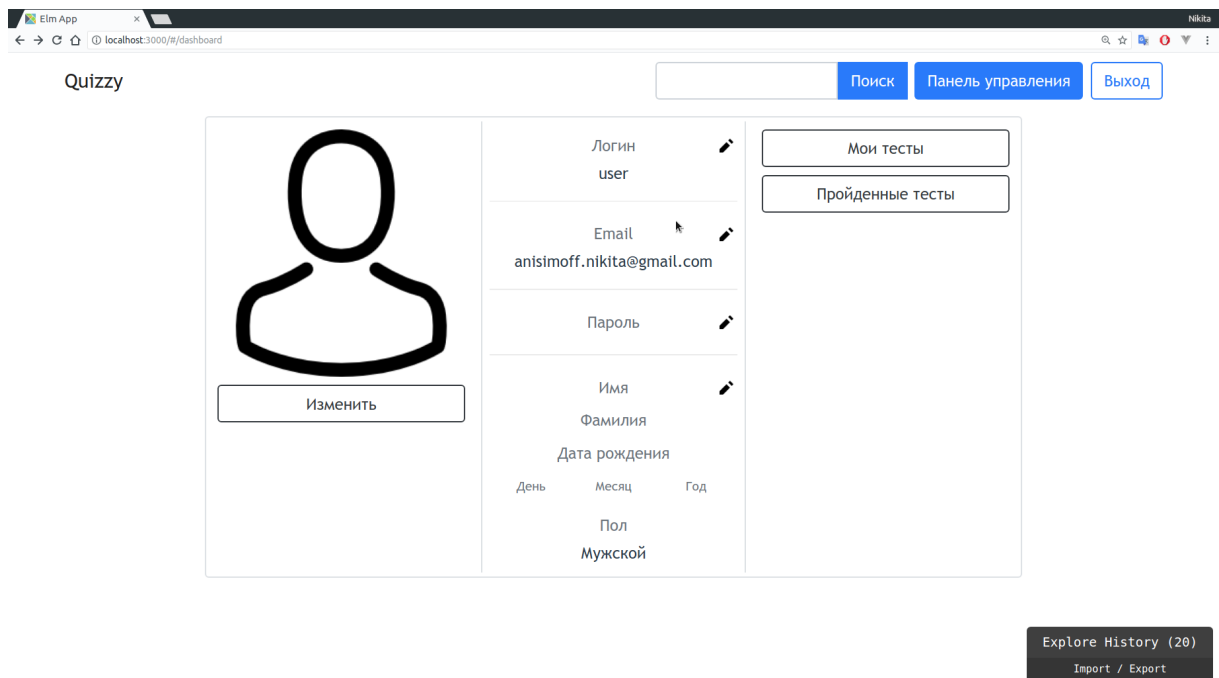 Elm App
Nikita
localhost:3000/#/dashboard
Quizzy
Поиск
Панель управления
Выход
Логин
user
Email
anisimoff.nikita@gmail.com
Пароль
Имя
Фамилия
Дата рождения
День Месяц Год
Пол
Мужской
Изменить
Мои тесты
Пройденные тесты
Explore History (20)
Import / Export